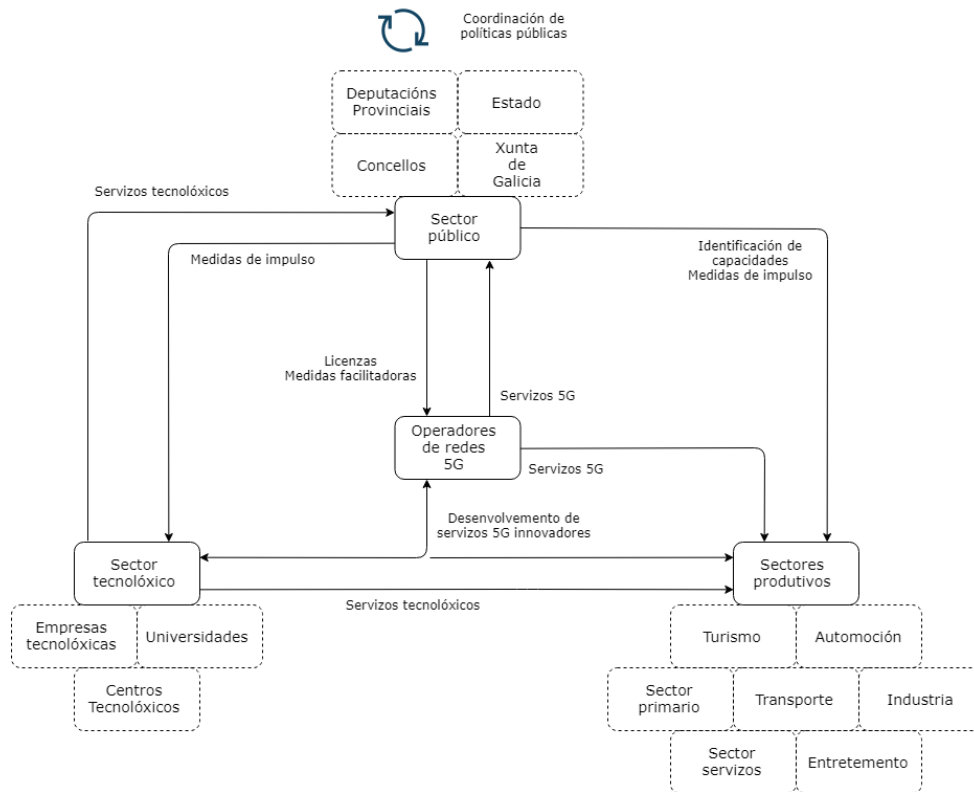 Coordinación de
políticas públicas
Deputacións
Provinciais
Estado
Concellos
Xunta
de
Galicia
Servizos tecnolóxicos
Sector
público
Medidas de impulso
Identificación de
capacidades
Medidas de impulso
Licenzas
Medidas facilitadoras
Servizos 5G
Operadores
de redes
5G
Servizos 5G
Desenvolvemento de
servizos 5G innovadores
Sector
tecnolóxico
Sectores
produtivos
Servizos tecnolóxicos
Empresas
tecnolóxicas
Universidades
Centros
Tecnolóxicos
Turismo
Automoción
Sector
primario
Transporte
Industria
Sector
servizos
Entretemento